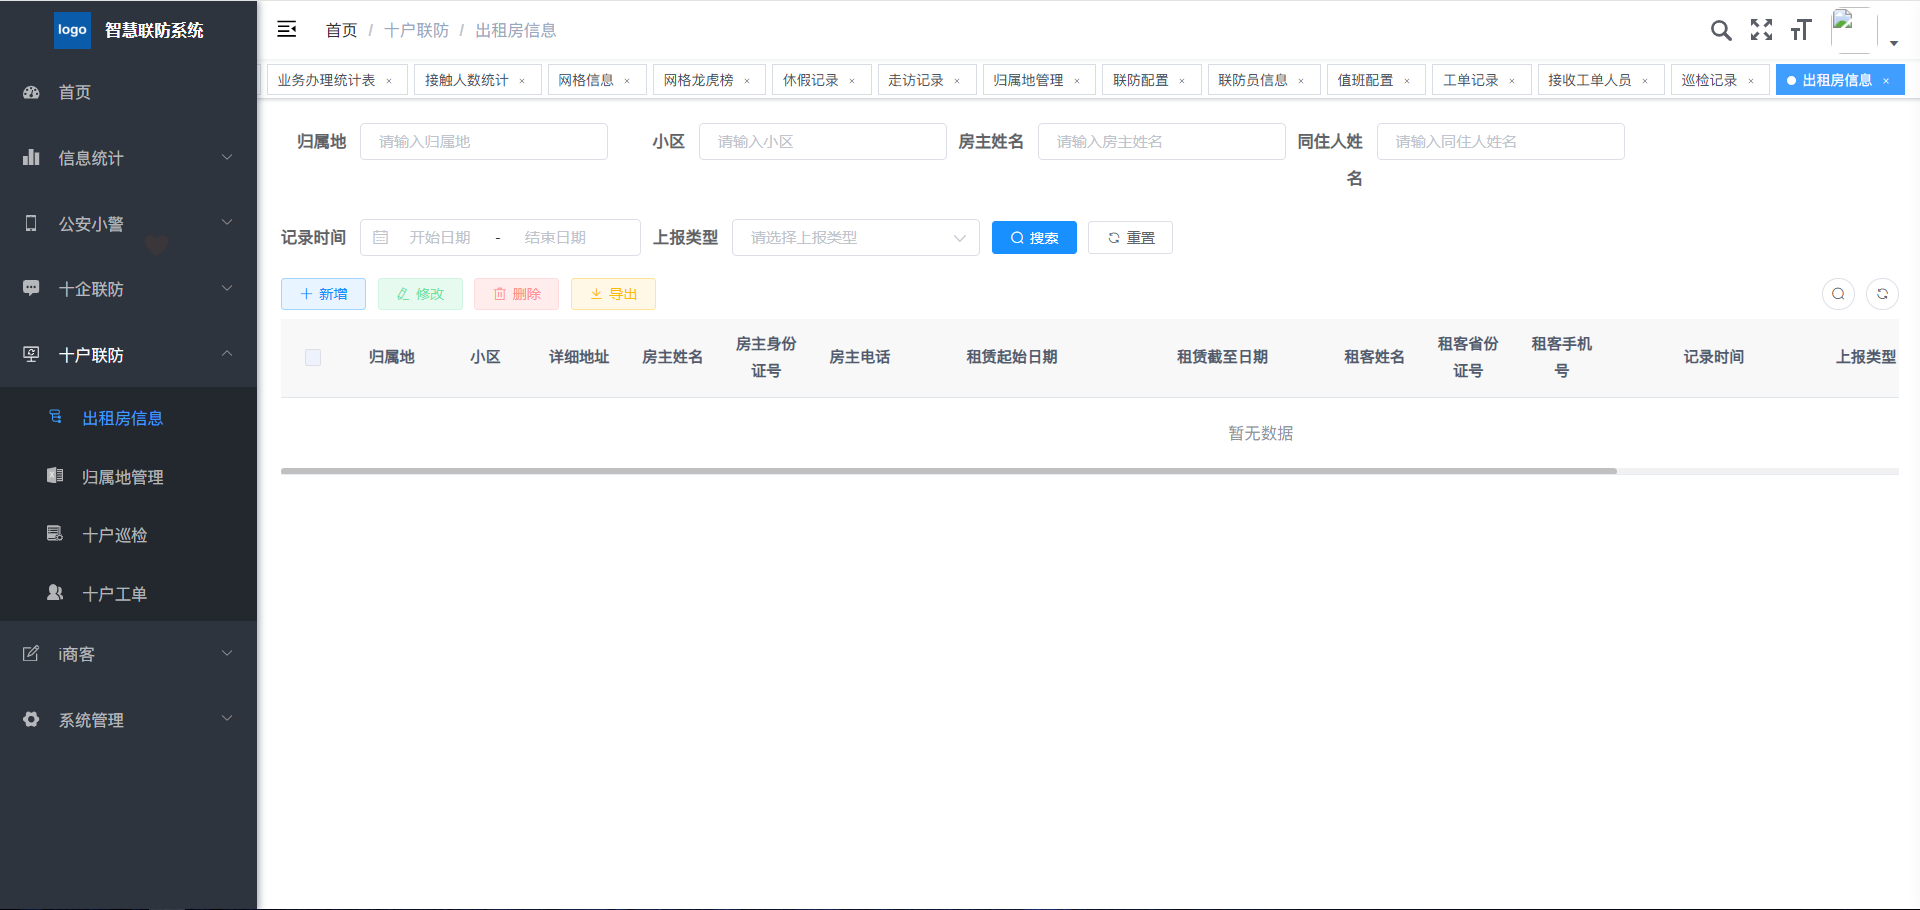 logo 智慧联防系统
首页 / 十户联防 / 出租房信息
业务办理统计表 × 接触人数统计 × 网格信息 × 网格龙虎榜 × 休假记录 × 走访记录 × 归属地管理 × 联防配置 × 联防员信息 × 值班配置 × 工单记录 × 接收工单人员 × 巡检记录 × 出租房信息 ×
首页
信息统计
公安小警
十企联防
十户联防
出租房信息
归属地管理
十户巡检
十户工单
i商客
系统管理
归属地 请输入归属地 小区 请输入小区 房主姓名 请输入房主姓名 同住人姓 请输入同住人姓名
名
记录时间 开始日期 - 结束日期 上报类型 请选择上报类型 搜索 重置
新增 修改 删除 导出
归属地 小区 详细地址 房主姓名 房主身份 房主电话 租赁起始日期 租赁截至日期 租客姓名 租客省份 租客手机 记录时间 上报类型
证号 证号 号
暂无数据